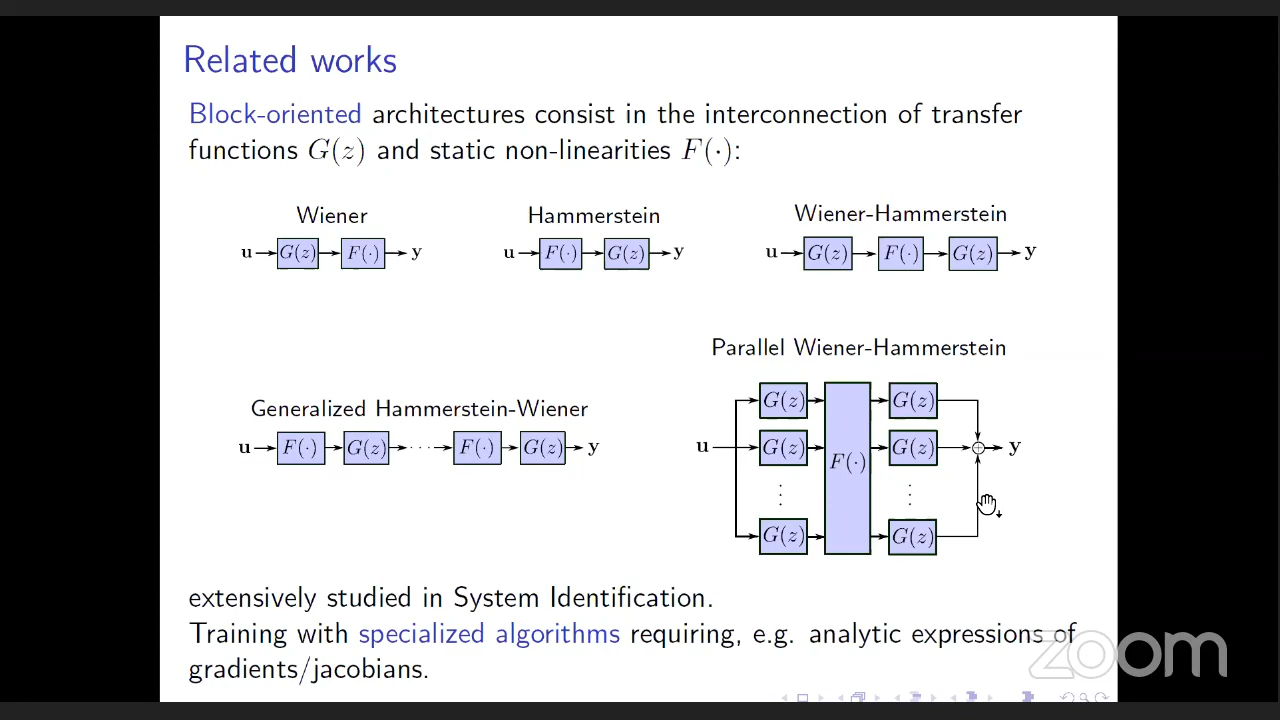 Related works
Block-oriented architectures consist in the interconnection of transfer
functions G(z) and static non-linearities F(·):
Wiener
u G(z) F(·) y
Hammerstein
u F(·) G(z) y
Wiener-Hammerstein
u G(z) F(·) G(z) y
Generalized Hammerstein-Wiener
u F(·) G(z) ··· F(·) G(z) y
Parallel Wiener-Hammerstein
G(z) G(z)
u G(z) F(·) G(z) + y
⋮ ⋮
G(z) G(z)
extensively studied in System Identification.
Training with specialized algorithms requiring, e.g. analytic expressions of
gradients/jacobians.
zoom